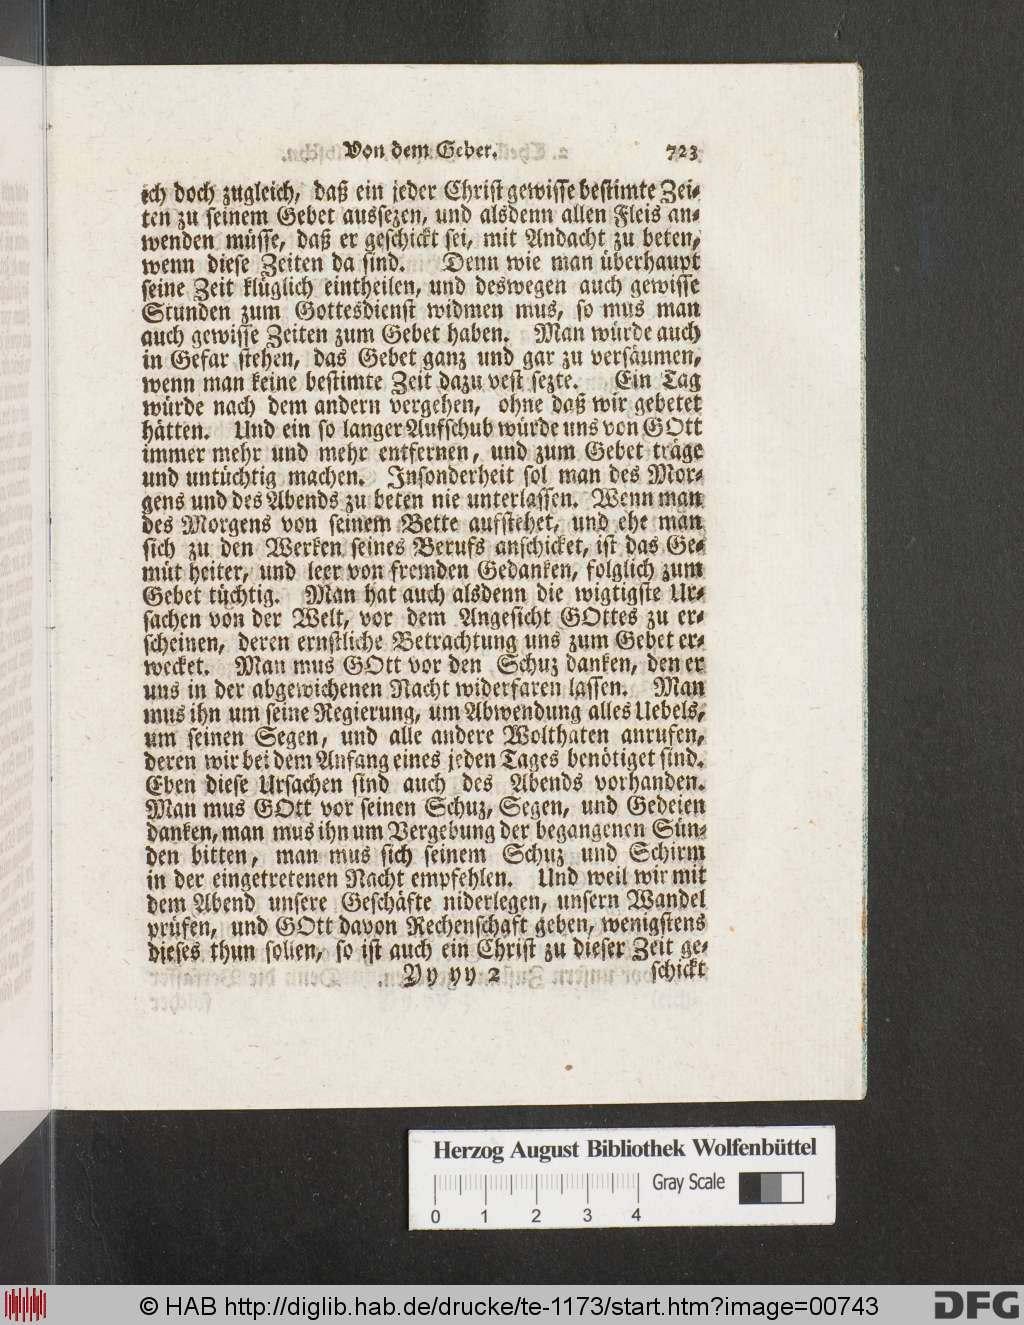 Von dem Gebet. 723
ich doch zugleich, daß ein jeder Christ gewisse bestimte Zei-
ten zu seinem Gebet aussezen, und alsdenn allen Fleis an-
wenden müsse, daß er geschickt sei, mit Andacht zu beten,
wenn diese Zeiten da sind. Denn wie man überhaupt
seine Zeit klüglich eintheilen, und deswegen auch gewisse
Stunden zum Gottesdienst widmen mus, so mus man
auch gewisse Zeiten zum Gebet haben. Man würde auch
in Gefar stehen, das Gebet ganz und gar zu versäumen,
wenn man keine bestimte Zeit dazu vest sezte. Ein Tag
würde nach dem andern vergehen, ohne daß wir gebetet
hätten. Und ein so langer Aufschub würde uns von GOtt
immer mehr und mehr entfernen, und zum Gebet träge
und untüchtig machen. Insonderheit sol man des Mor-
gens und des Abends zu beten nie unterlassen. Wenn man
des Morgens von seinem Bette aufstehet, und ehe man
sich zu den Werken seines Berufs anschicket, ist das Ge-
müt heiter, und leer von fremden Gedanken, folglich zum
Gebet tüchtig. Man hat auch alsdenn die wigtigste Ur-
sachen von der Welt, vor dem Angesicht GOttes zu er-
scheinen, deren ernstliche Betrachtung uns zum Gebet er-
wecket. Man mus GOtt vor den Schuz danken, den er
uns in der abgewichenen Nacht widerfaren lassen. Man
mus ihn um seine Regierung, um Abwendung alles Uebels,
um seinen Segen, und alle andere Wolthaten anrufen,
deren wir bei dem Anfang eines jeden Tages benötiget sind.
Eben diese Ursachen sind auch des Abends vorhanden.
Man mus GOtt vor seinen Schuz, Segen, und Gedeien
danken, man mus ihn um Vergebung der begangenen Sün-
den bitten, man mus sich seinem Schuz und Schirm
in der eingetretenen Nacht empfehlen. Und weil wir mit
dem Abend unsere Geschäfte niderlegen, unsern Wandel
prüfen, und GOtt davon Rechenschaft geben, wenigstens
dieses thun sollen, so ist auch ein Christ zu dieser Zeit ge-
Yy yy 2 schickt
Herzog August Bibliothek Wolfenbüttel
Gray Scale
0 1 2 3 4
© HAB http://diglib.hab.de/drucke/te-1173/start.htm?image=00743
DFG